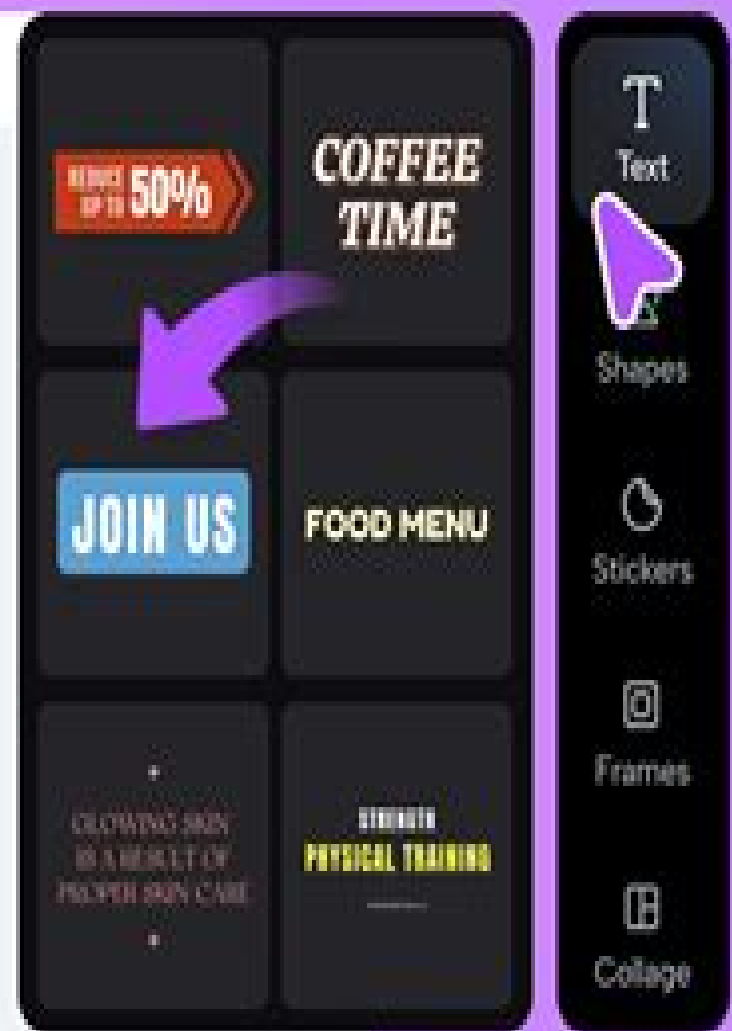 REDUCE
UP TO 50%
COFFEE
TIME
JOIN US
FOOD MENU
GLOWING SKIN
IS A RESULT OF
PROPER SKIN CARE
STRENGTH
PHYSICAL TRAINING
T
Text
Shapes
Stickers
Frames
Collage